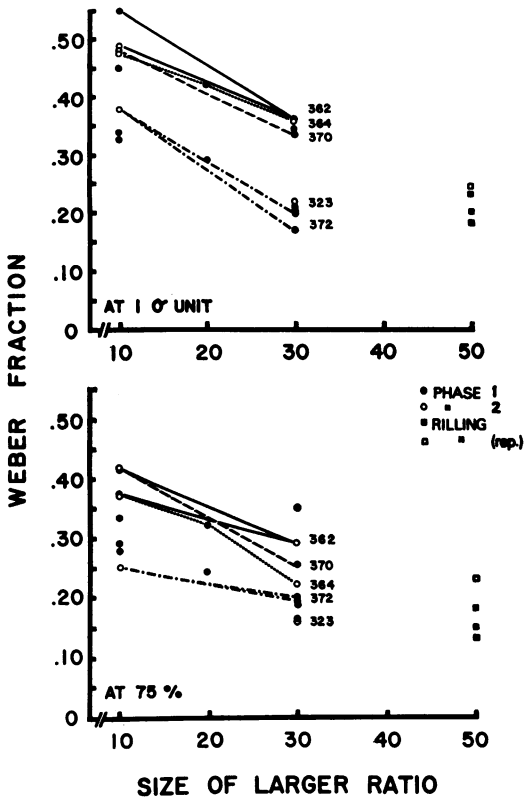 WEBER FRACTION
.50
.40
.30
.20
.10
0
362
364
370
323
372
AT 1 σ UNIT
10 20 30 40 50
PHASE 1
" 2
RILLING
" (rep.)
.50
.40
.30
.20
.10
0
362
370
364
372
323
AT 75 %
10 20 30 40 50
SIZE OF LARGER RATIO